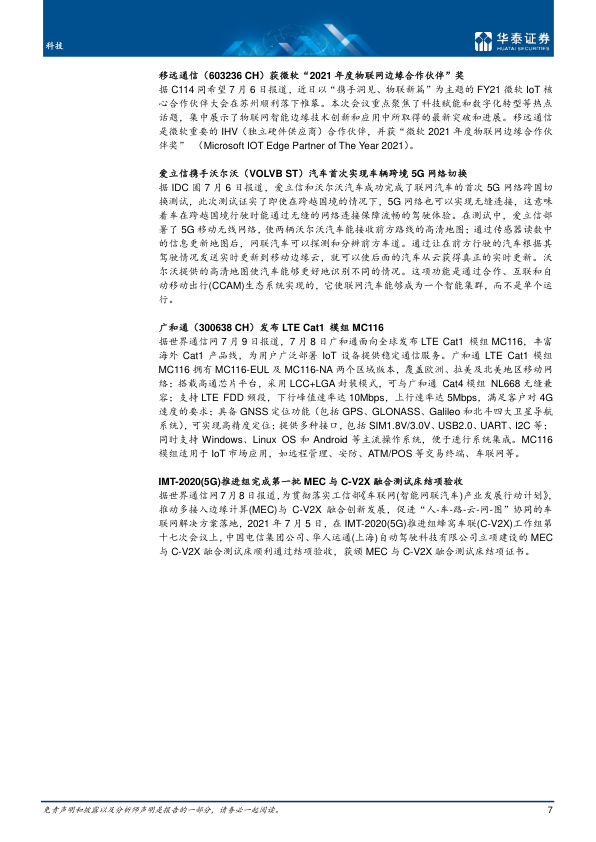 科技
华泰证券
HUATAI SECURITIES
移远通信（603236 CH）获微软“2021 年度物联网边缘合作伙伴”奖
据 C114 同希望 7 月 6 日报道，近日以“携手洞见、物联新篇”为主题的 FY21 微软 IoT 核
心合作伙伴大会在苏州顺利落下帷幕。本次会议重点聚焦了科技赋能和数字化转型等热点
话题，集中展示了物联网智能边缘技术创新和应用中所取得的最新突破和进展。移远通信
是微软重要的 IHV（独立硬件供应商）合作伙伴，并获“微软 2021 年度物联网边缘合作伙
伴奖” （Microsoft IOT Edge Partner of The Year 2021）。
爱立信携手沃尔沃（VOLVB ST）汽车首次实现车辆跨境 5G 网络切换
据 IDC 圈 7 月 6 日报道，爱立信和沃尔沃汽车成功完成了联网汽车的首次 5G 网络跨国切
换测试，此次测试证实了即使在跨越国境的情况下，5G 网络也可以实现无缝连接，这意味
着车在跨越国境行驶时能通过无缝的网络连接保障流畅的驾驶体验。在测试中，爱立信部
署了 5G 移动无线网络，使两辆沃尔沃汽车能接收前方路线的高清地图；通过传感器读数中
的信息更新地图后，网联汽车可以探测和分辨前方车道。通过让在前方行驶的汽车根据其
驾驶情况发送实时更新到移动边缘云，就可以使后面的汽车从云获得真正的实时更新。沃
尔沃提供的高清地图使汽车能够更好地识别不同的情况。这项功能是通过合作、互联和自
动移动出行(CCAM)生态系统实现的，它使联网汽车能够成为一个智能集群，而不是单个运
行。
广和通（300638 CH）发布 LTE Cat1 模组 MC116
据世界通信网 7 月 9 日报道，7 月 8 日广和通面向全球发布 LTE Cat1 模组 MC116，丰富
海外 Cat1 产品线，为用户广泛部署 IoT 设备提供稳定通信服务。广和通 LTE Cat1 模组
MC116 拥有 MC116-EUL 及 MC116-NA 两个区域版本，覆盖欧洲、拉美及北美地区移动网
络；搭载高通芯片平台，采用 LCC+LGA 封装模式，可与广和通 Cat4 模组 NL668 无缝兼
容；支持 LTE FDD 频段，下行峰值速率达 10Mbps，上行速率达 5Mbps，满足客户对 4G
速度的要求；具备 GNSS 定位功能（包括 GPS、GLONASS、Galileo 和北斗四大卫星导航
系统），可实现高精度定位；提供多种接口，包括 SIM1.8V/3.0V、USB2.0、UART、I2C 等；
同时支持 Windows、Linux OS 和 Android 等主流操作系统，便于进行系统集成。MC116
模组适用于 IoT 市场应用，如远程管理、安防、ATM/POS 等交易终端、车联网等。
IMT-2020(5G)推进组完成第一批 MEC 与 C-V2X 融合测试床结项验收
据世界通信网 7 月 8 日报道，为贯彻落实工信部《车联网(智能网联汽车)产业发展行动计划》，
推动多接入边缘计算(MEC)与 C-V2X 融合创新发展，促进“人-车-路-云-网-图”协同的车
联网解决方案落地，2021 年 7 月 5 日，在 IMT-2020(5G)推进组蜂窝车联(C-V2X)工作组第
十七次会议上，中国电信集团公司、华人运通(上海)自动驾驶科技有限公司立项建设的 MEC
与 C-V2X 融合测试床顺利通过结项验收，获颁 MEC 与 C-V2X 融合测试床结项证书。
免责声明和披露以及分析师声明是报告的一部分，请务必一起阅读。
7